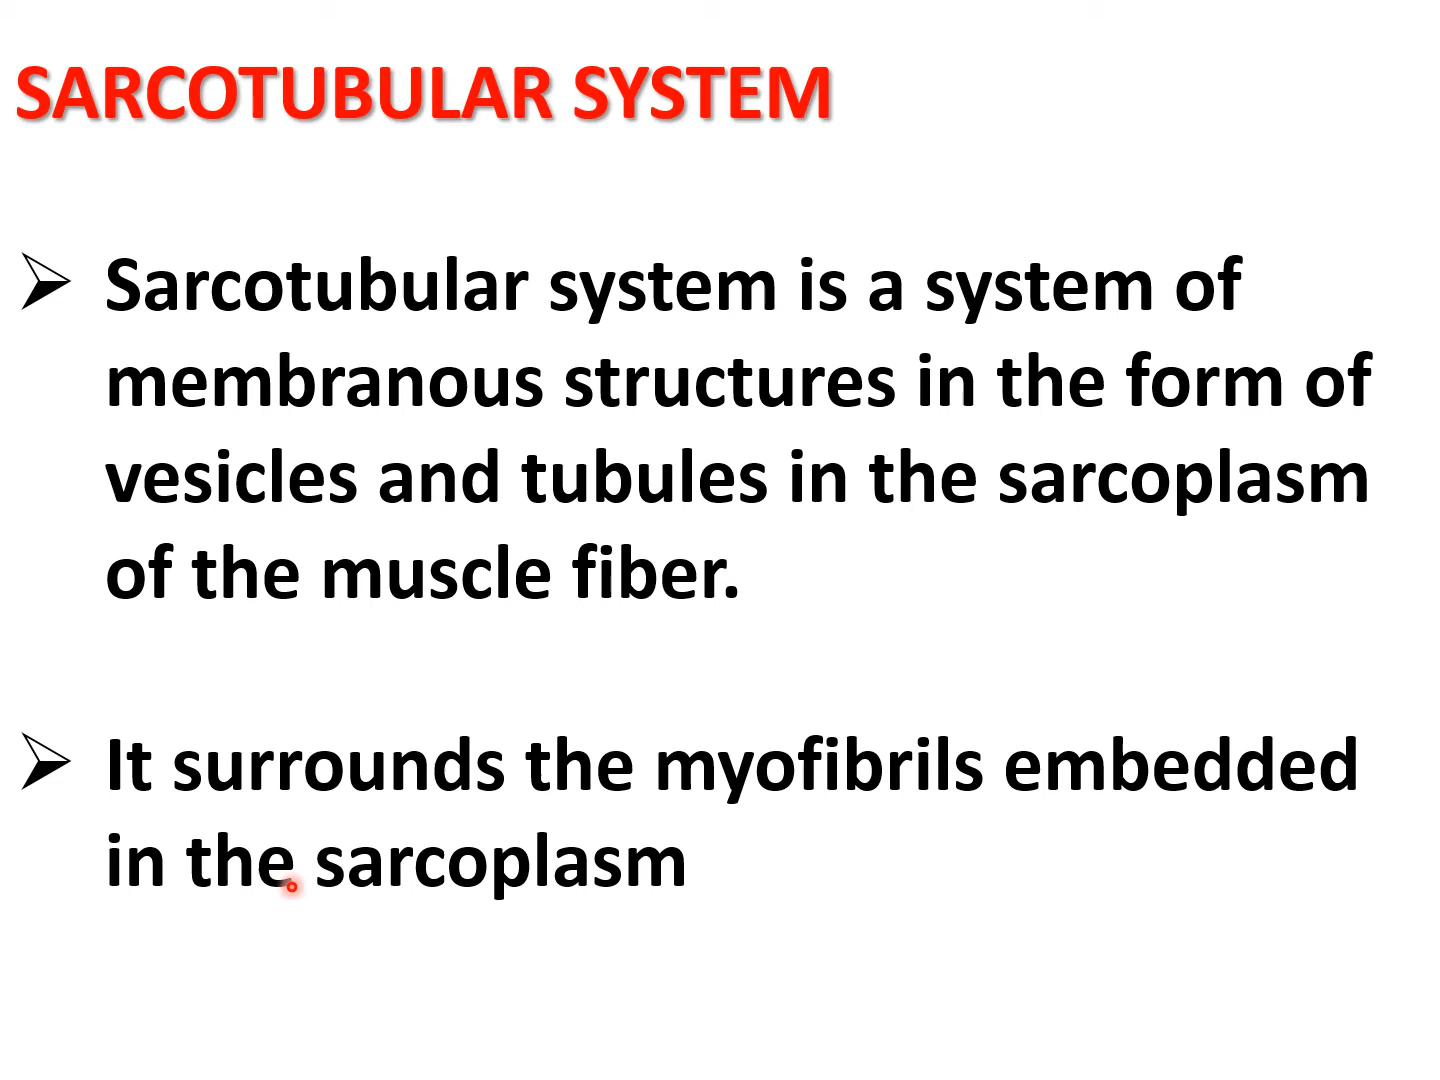 SARCOTUBULAR SYSTEM
➢ Sarcotubular system is a system of
membranous structures in the form of
vesicles and tubules in the sarcoplasm
of the muscle fiber.
➢ It surrounds the myofibrils embedded
in the sarcoplasm